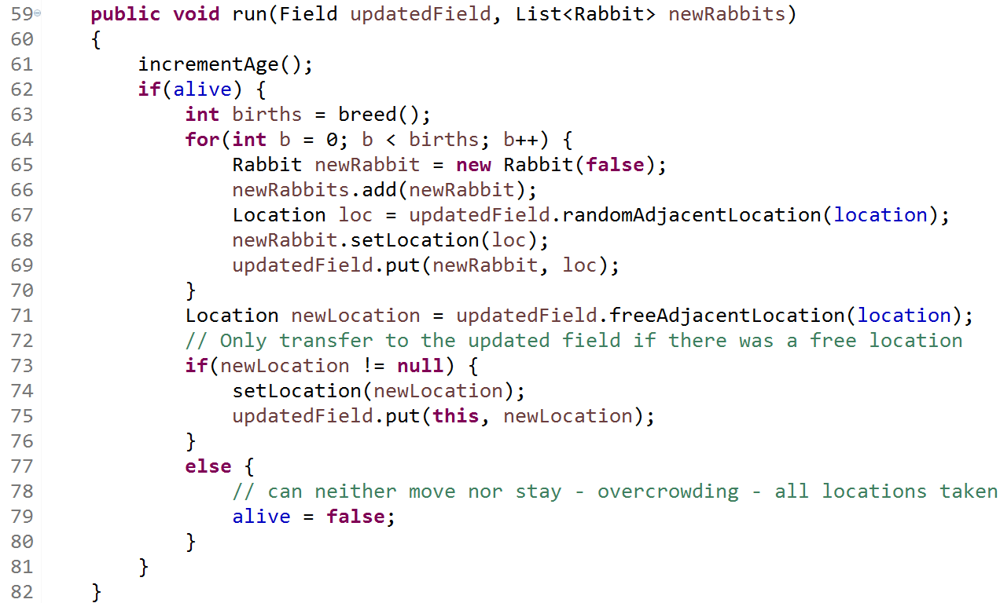 59 public void run(Field updatedField, List<Rabbit> newRabbits)
60 {
61 incrementAge();
62 if(alive) {
63 int births = breed();
64 for(int b = 0; b < births; b++) {
65 Rabbit newRabbit = new Rabbit(false);
66 newRabbits.add(newRabbit);
67 Location loc = updatedField.randomAdjacentLocation(location);
68 newRabbit.setLocation(loc);
69 updatedField.put(newRabbit, loc);
70 }
71 Location newLocation = updatedField.freeAdjacentLocation(location);
72 // Only transfer to the updated field if there was a free location
73 if(newLocation != null) {
74 setLocation(newLocation);
75 updatedField.put(this, newLocation);
76 }
77 else {
78 // can neither move nor stay - overcrowding - all locations taken
79 alive = false;
80 }
81 }
82 }